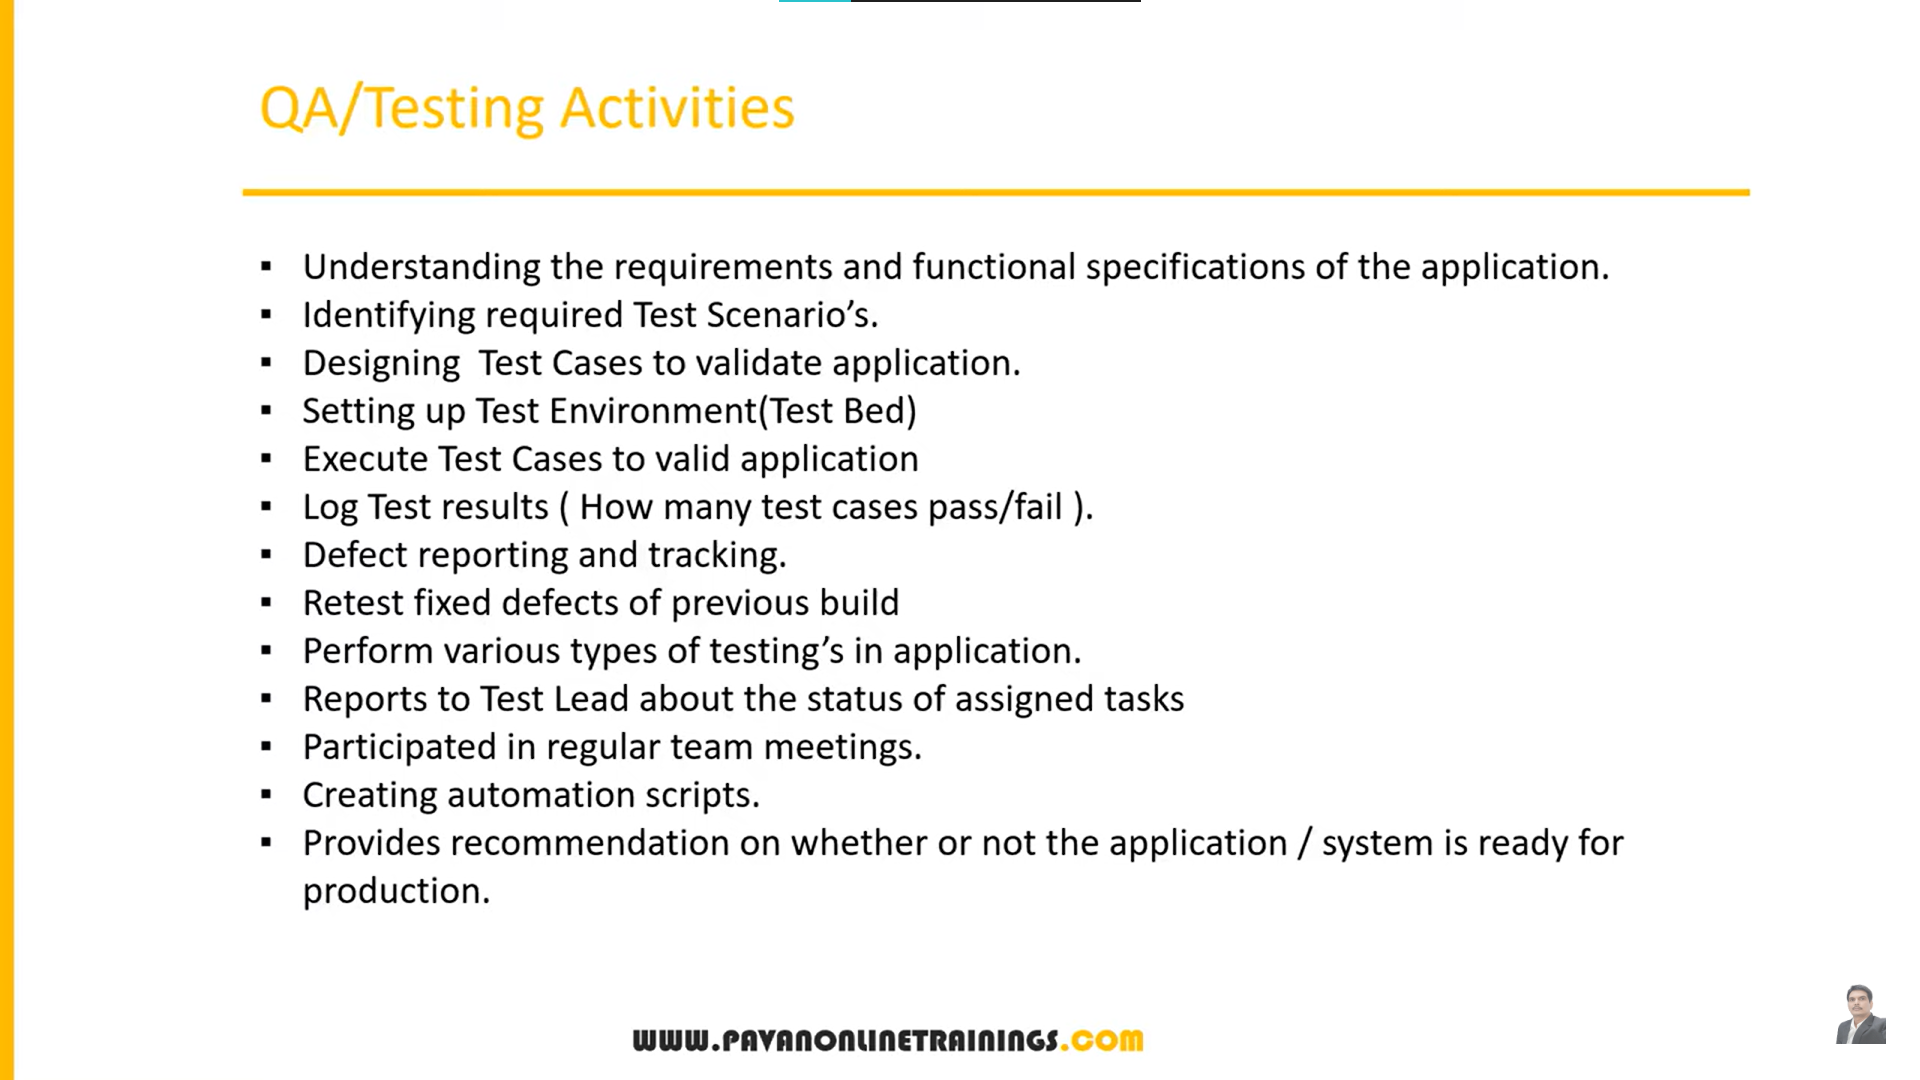 QA/Testing Activities
▪ Understanding the requirements and functional specifications of the application.
▪ Identifying required Test Scenario’s.
▪ Designing  Test Cases to validate application.
▪ Setting up Test Environment(Test Bed)
▪ Execute Test Cases to valid application
▪ Log Test results ( How many test cases pass/fail ).
▪ Defect reporting and tracking.
▪ Retest fixed defects of previous build
▪ Perform various types of testing’s in application.
▪ Reports to Test Lead about the status of assigned tasks
▪ Participated in regular team meetings.
▪ Creating automation scripts.
▪ Provides recommendation on whether or not the application / system is ready for
production.
WWW.PAVANONLINETRAININGS.COM